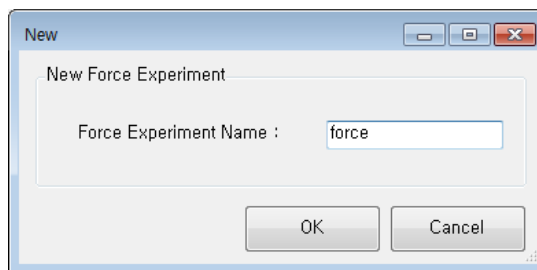 New
New Force Experiment
Force Experiment Name :
force
OK
Cancel